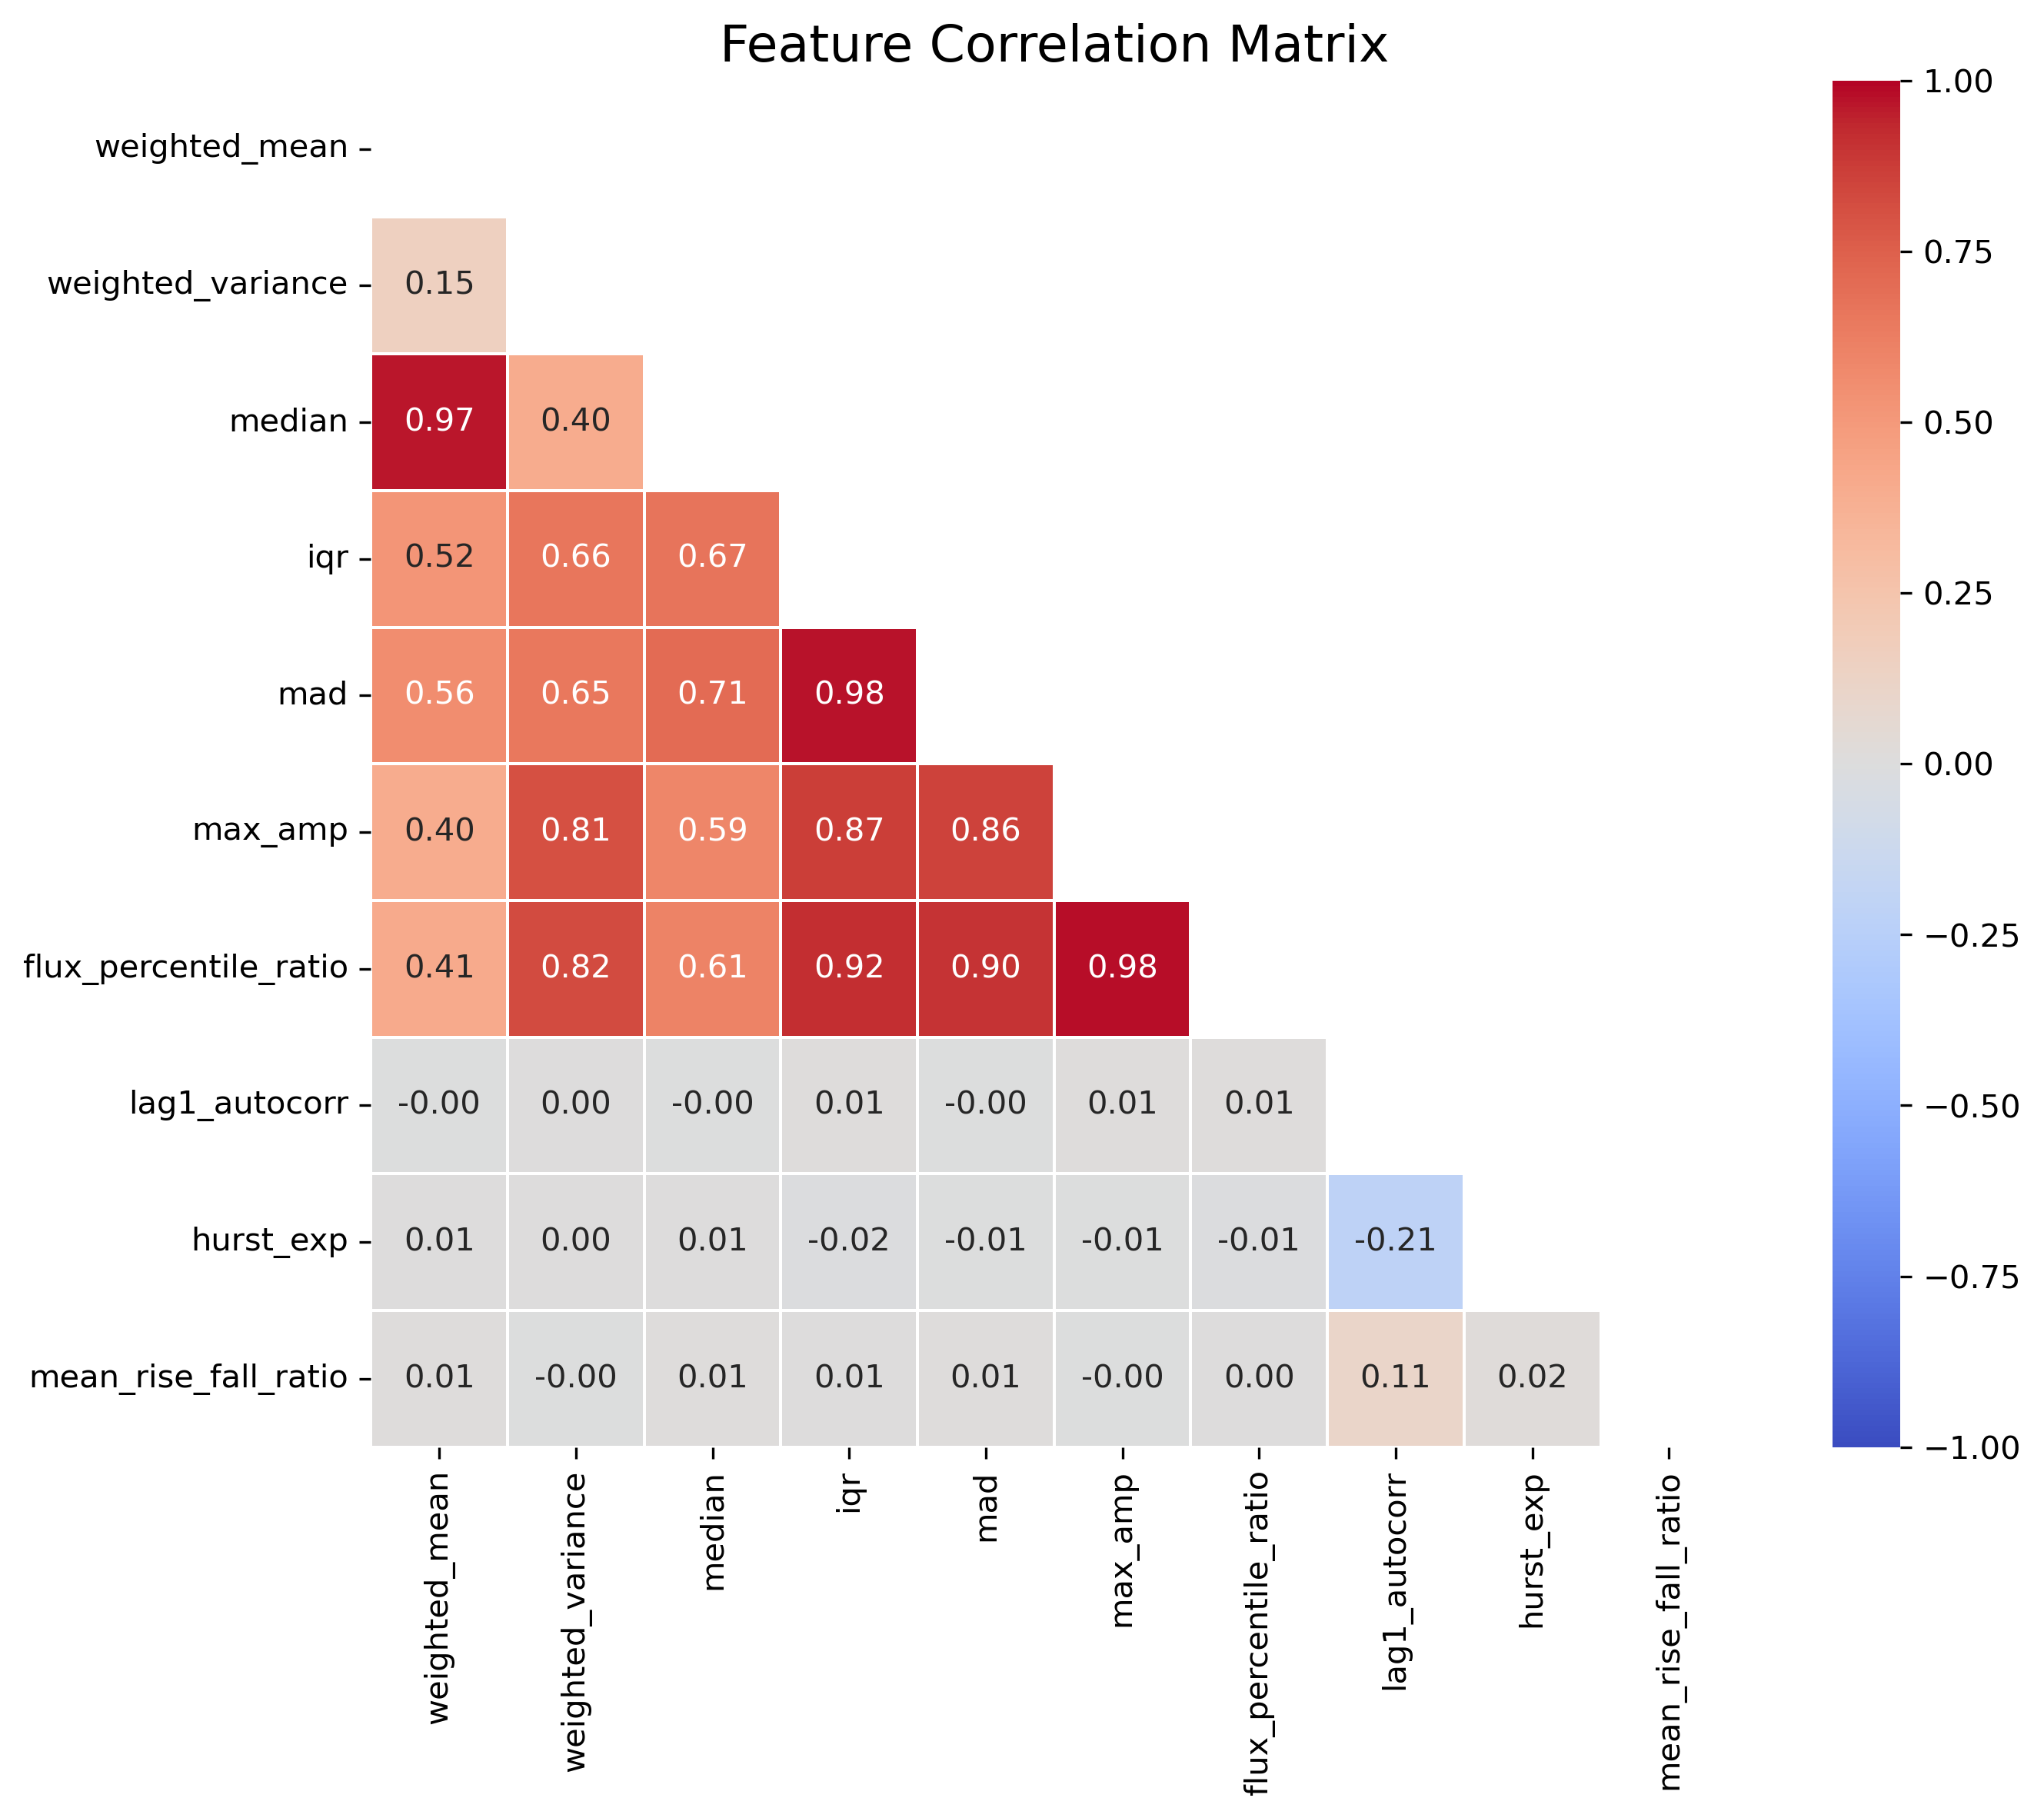 Feature Correlation Matrix
weighted_mean
weighted_variance 0.15
median 0.97 0.40
iqr 0.52 0.66 0.67
mad 0.56 0.65 0.71 0.98
max_amp 0.40 0.81 0.59 0.87 0.86
flux_percentile_ratio 0.41 0.82 0.61 0.92 0.90 0.98
lag1_autocorr -0.00 0.00 -0.00 0.01 -0.00 0.01 0.01
hurst_exp 0.01 0.00 0.01 -0.02 -0.01 -0.01 -0.01 -0.21
mean_rise_fall_ratio 0.01 -0.00 0.01 0.01 0.01 -0.00 0.00 0.11 0.02
weighted_mean
weighted_variance
median
iqr
mad
max_amp
flux_percentile_ratio
lag1_autocorr
hurst_exp
mean_rise_fall_ratio
1.00
0.75
0.50
0.25
0.00
−0.25
−0.50
−0.75
−1.00